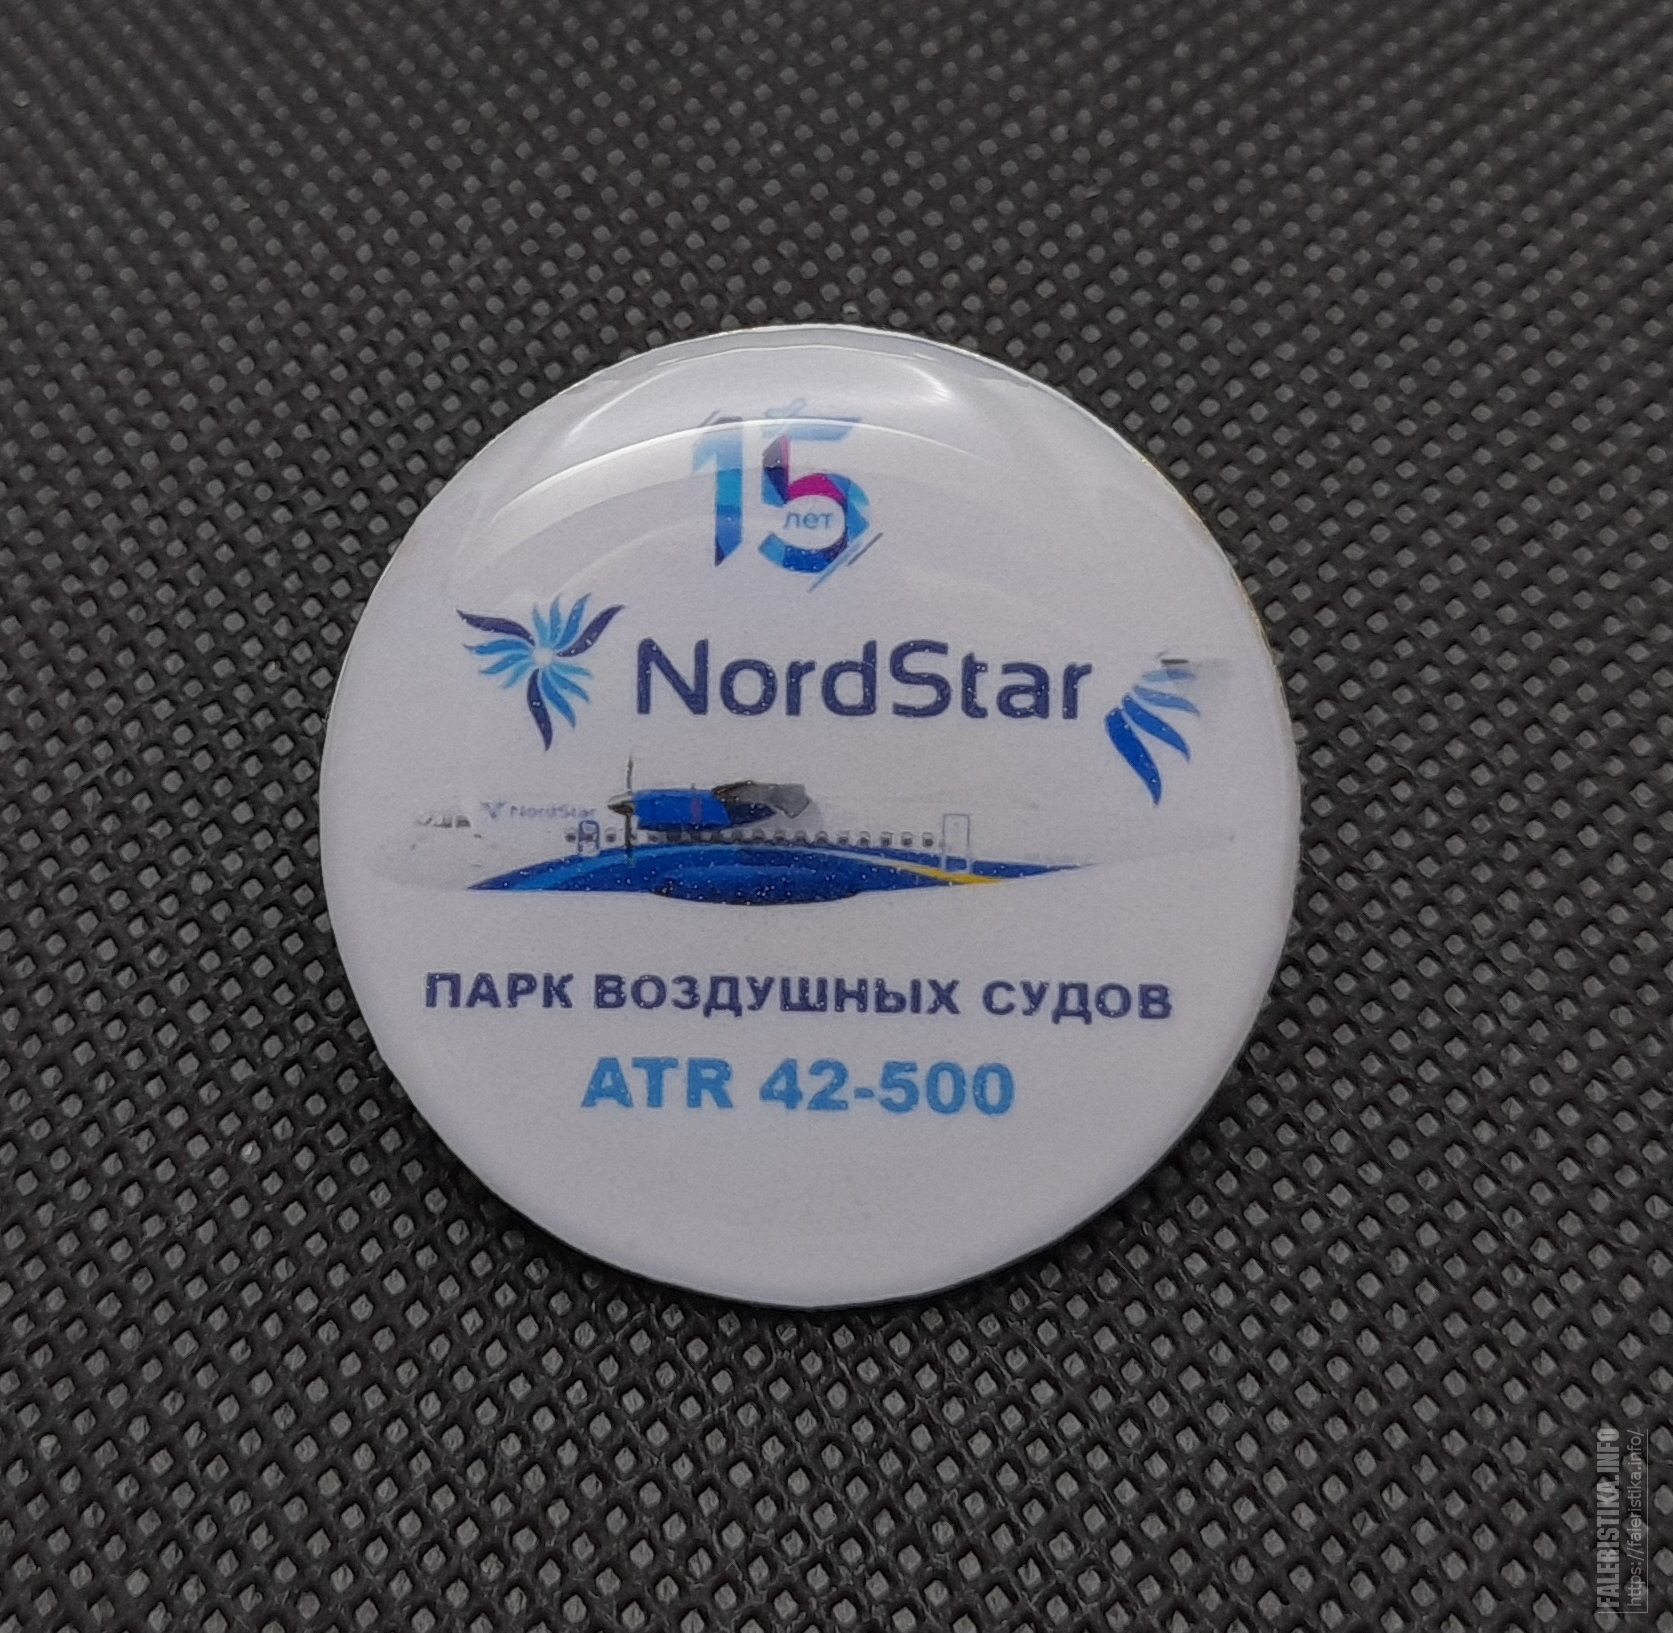 15
лет
NordStar
NordStar
ПАРК ВОЗДУШНЫХ СУДОВ
ATR 42-500
FALERISTIKA.INFO
https://faleristika.info/